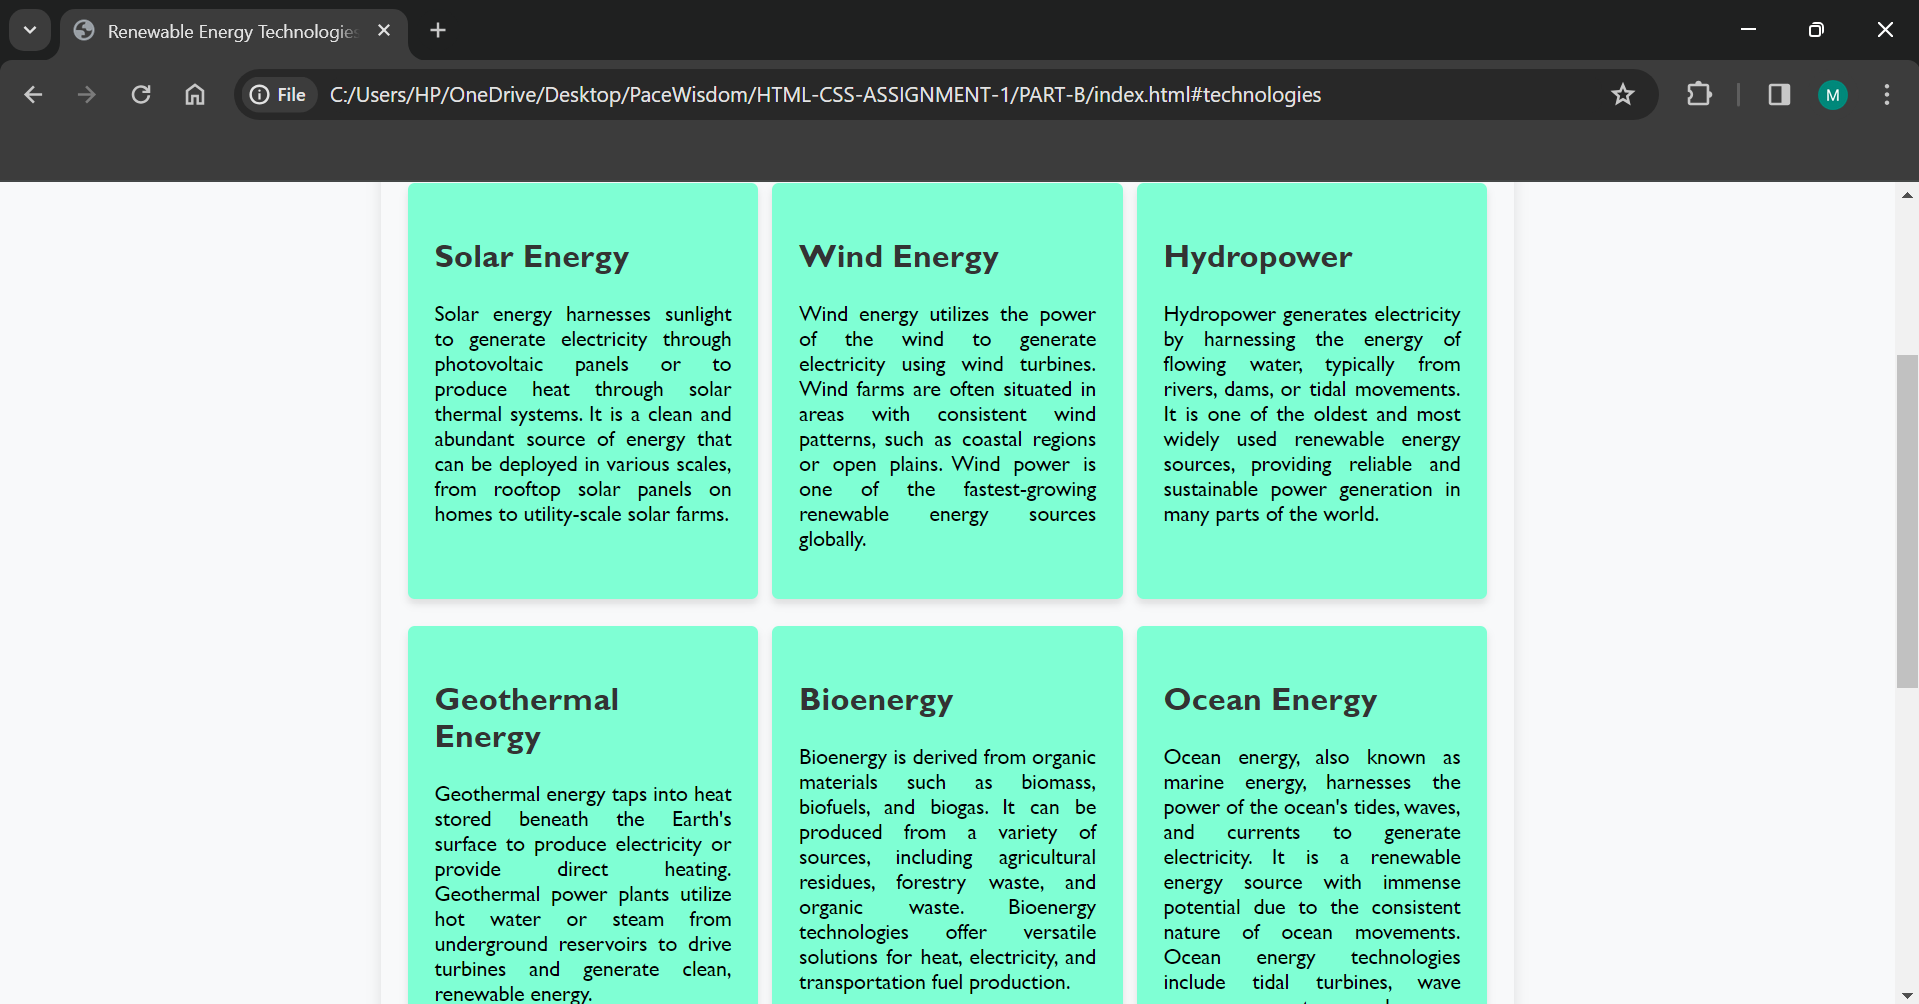 Renewable Energy Technologies
File
C:/Users/HP/OneDrive/Desktop/PaceWisdom/HTML-CSS-ASSIGNMENT-1/PART-B/index.html#technologies
M
Solar Energy
Solar energy harnesses sunlight
to generate electricity through
photovoltaic panels or to
produce heat through solar
thermal systems. It is a clean and
abundant source of energy that
can be deployed in various scales,
from rooftop solar panels on
homes to utility-scale solar farms.
Wind Energy
Wind energy utilizes the power
of the wind to generate
electricity using wind turbines.
Wind farms are often situated in
areas with consistent wind
patterns, such as coastal regions
or open plains. Wind power is
one of the fastest-growing
renewable energy sources
globally.
Hydropower
Hydropower generates electricity
by harnessing the energy of
flowing water, typically from
rivers, dams, or tidal movements.
It is one of the oldest and most
widely used renewable energy
sources, providing reliable and
sustainable power generation in
many parts of the world.
Geothermal
Energy
Geothermal energy taps into heat
stored beneath the Earth's
surface to produce electricity or
provide direct heating.
Geothermal power plants utilize
hot water or steam from
underground reservoirs to drive
turbines and generate clean,
renewable energy.
Bioenergy
Bioenergy is derived from organic
materials such as biomass,
biofuels, and biogas. It can be
produced from a variety of
sources, including agricultural
residues, forestry waste, and
organic waste. Bioenergy
technologies offer versatile
solutions for heat, electricity, and
transportation fuel production.
Ocean Energy
Ocean energy, also known as
marine energy, harnesses the
power of the ocean's tides, waves,
and currents to generate
electricity. It is a renewable
energy source with immense
potential due to the consistent
nature of ocean movements.
Ocean energy technologies
include tidal turbines, wave